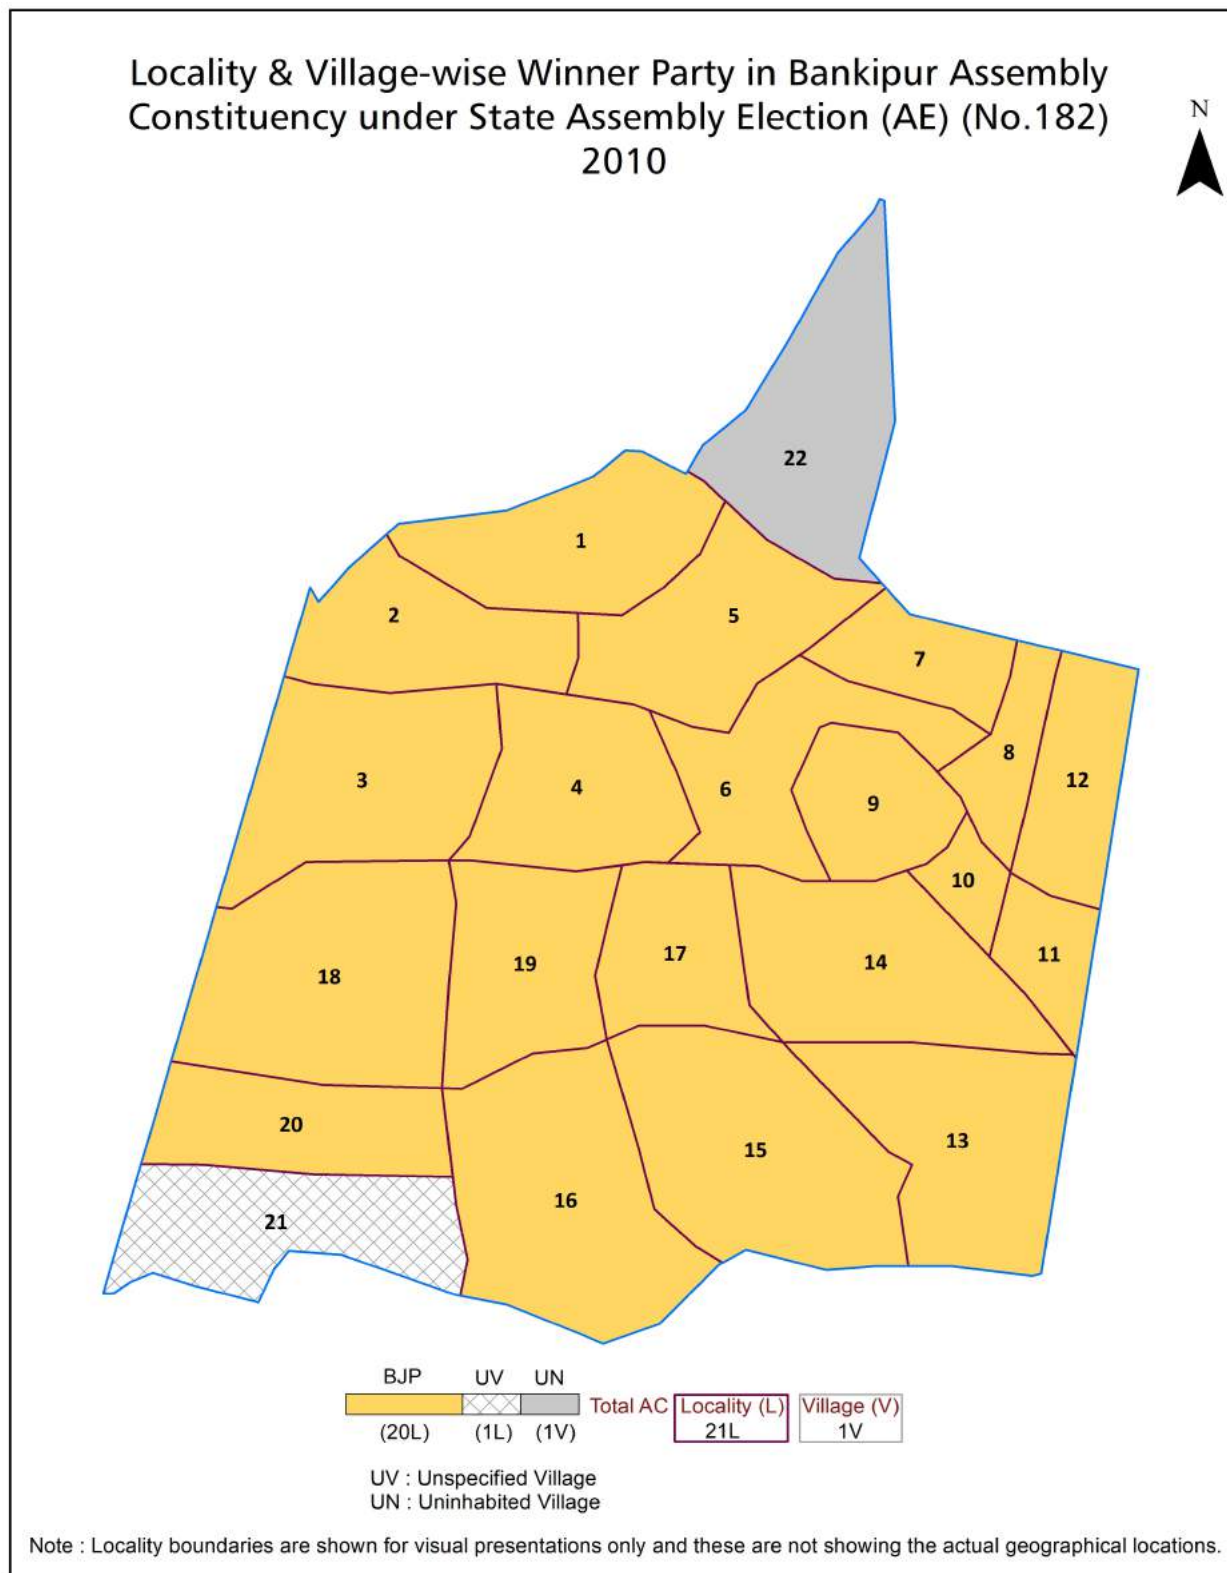 Locality & Village-wise Winner Party in Bankipur Assembly
Constituency under State Assembly Election (AE) (No.182)
2010
N
22
1
2
5
7
8
12
3
4
6
9
10
11
18
19
17
14
20
13
15
16
21
BJP UV UN
Total AC Locality (L) Village (V)
(20L) (1L) (1V) 21L 1V
UV : Unspecified Village
UN : Uninhabited Village
Note : Locality boundaries are shown for visual presentations only and these are not showing the actual geographical locations.